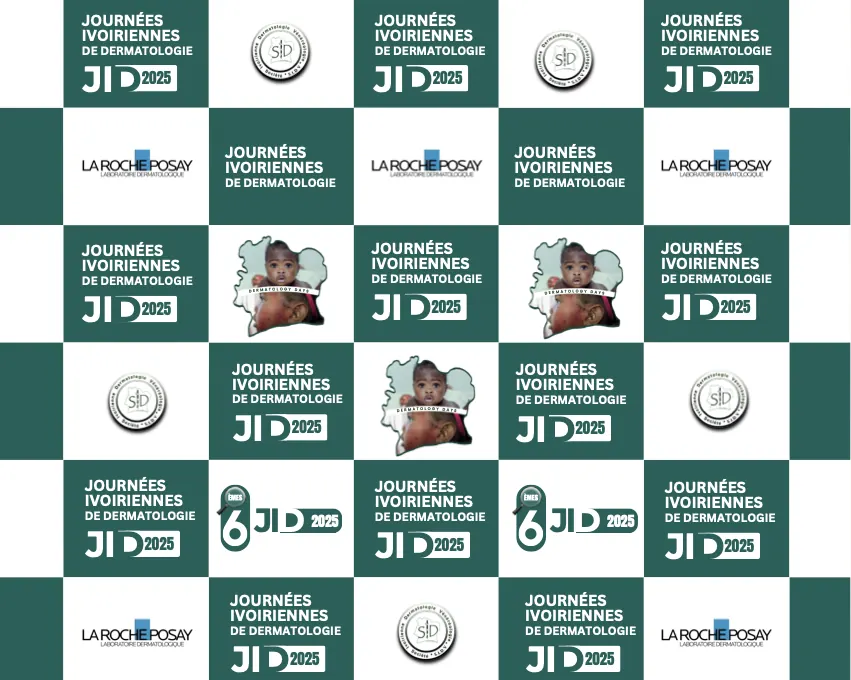 JOURNÉES
IVOIRIENNES
DE DERMATOLOGIE
JID 2025
SID
JOURNÉES
IVOIRIENNES
DE DERMATOLOGIE
JID 2025
SID
JOURNÉES
IVOIRIENNES
DE DERMATOLOGIE
JID 2025
LA ROCHE POSAY
LABORATOIRE DERMATOLOGIQUE
JOURNÉES
IVOIRIENNES
DE DERMATOLOGIE
LA ROCHE POSAY
LABORATOIRE DERMATOLOGIQUE
JOURNÉES
IVOIRIENNES
DE DERMATOLOGIE
LA ROCHE POSAY
LABORATOIRE DERMATOLOGIQUE
JOURNÉES
IVOIRIENNES
DE DERMATOLOGIE
JID 2025
DERMATOLOGY DAYS
JOURNÉES
IVOIRIENNES
DE DERMATOLOGIE
JID 2025
DERMATOLOGY DAYS
JOURNÉES
IVOIRIENNES
DE DERMATOLOGIE
JID 2025
SID
JOURNÉES
IVOIRIENNES
DE DERMATOLOGIE
JID 2025
DERMATOLOGY DAYS
JOURNÉES
IVOIRIENNES
DE DERMATOLOGIE
JID 2025
SID
JOURNÉES
IVOIRIENNES
DE DERMATOLOGIE
JID 2025
6 ÈMES JID 2025
JOURNÉES
IVOIRIENNES
DE DERMATOLOGIE
JID 2025
6 ÈMES JID 2025
JOURNÉES
IVOIRIENNES
DE DERMATOLOGIE
JID 2025
LA ROCHE POSAY
LABORATOIRE DERMATOLOGIQUE
JOURNÉES
IVOIRIENNES
DE DERMATOLOGIE
JID 2025
SID
JOURNÉES
IVOIRIENNES
DE DERMATOLOGIE
JID 2025
LA ROCHE POSAY
LABORATOIRE DERMATOLOGIQUE